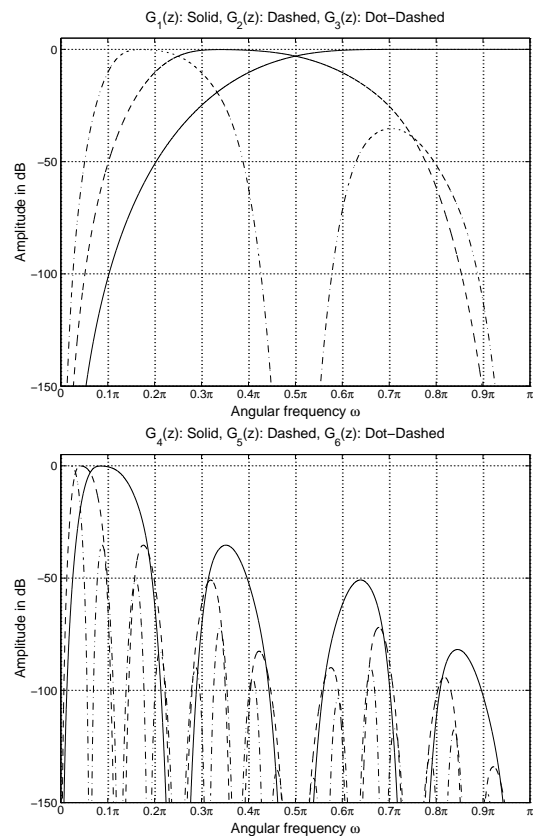 G1(z): Solid, G2(z): Dashed, G3(z): Dot−Dashed
0
−50
−100
−150
Amplitude in dB
0 0.1π 0.2π 0.3π 0.4π 0.5π 0.6π 0.7π 0.8π 0.9π π
Angular frequency ω
G4(z): Solid, G5(z): Dashed, G6(z): Dot−Dashed
0
−50
−100
−150
Amplitude in dB
0 0.1π 0.2π 0.3π 0.4π 0.5π 0.6π 0.7π 0.8π 0.9π π
Angular frequency ω